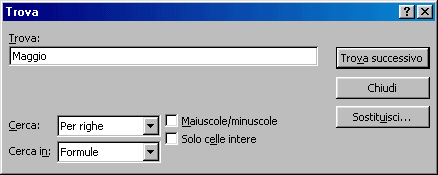 Trova
Trova:
Maggio
Trova successivo
Chiudi
Sostituisci...
Cerca:
Per righe
Maiuscole/minuscole
Solo celle intere
Cerca in:
Formule